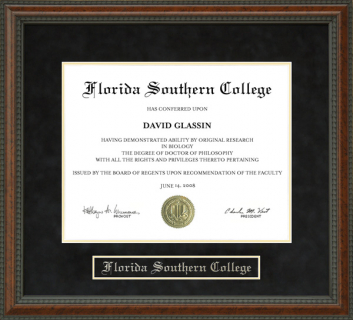 Florida Southern College
HAS CONFERRED UPON
DAVID GLASSIN
HAVING DEMONSTRATED ABILITY BY ORIGINAL RESEARCH
IN BIOLOGY
THE DEGREE OF DOCTOR OF PHILOSOPHY
WITH ALL THE RIGHTS AND PRIVILEGES THERETO PERTAINING
ISSUED BY THE BOARD OF REGENTS UPON RECOMMENDATION OF THE FACULTY
JUNE 14, 2006
PROVOST
PRESIDENT
Florida Southern College